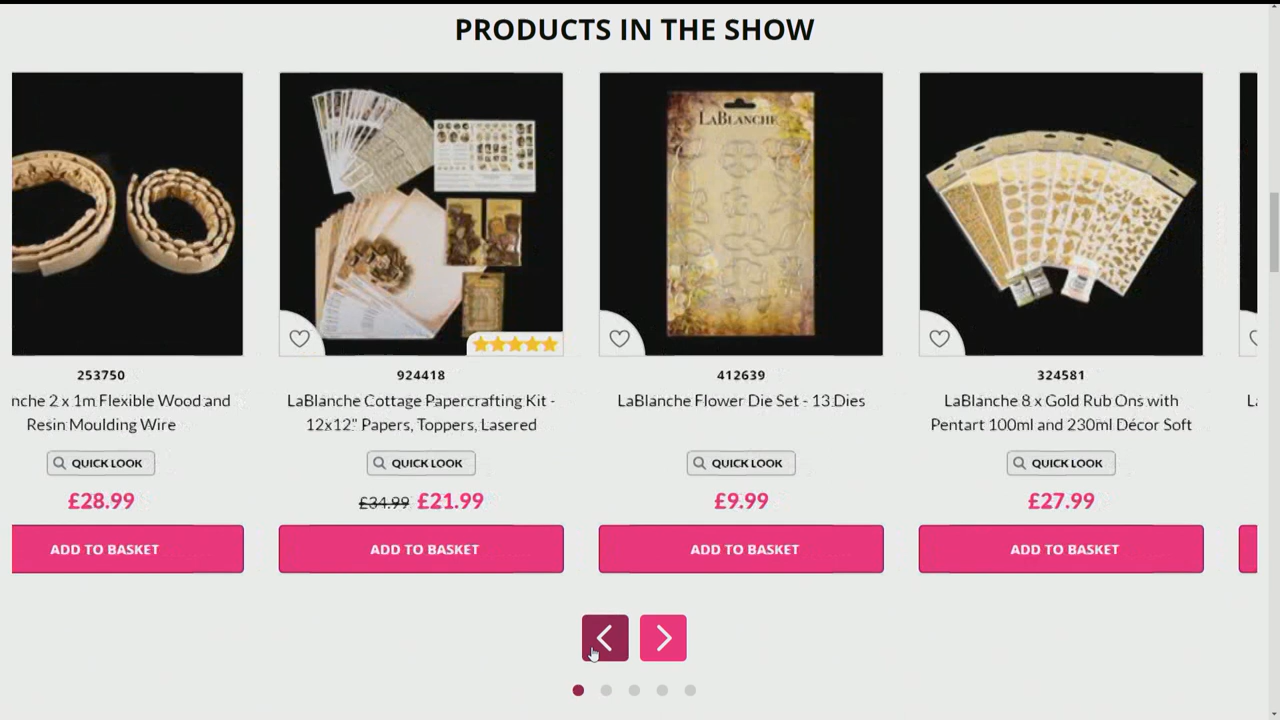 PRODUCTS IN THE SHOW
LABLANCHE
253750
924418
412639
324581
nche 2 x 1m Flexible Wood and
Resin Moulding Wire
LaBlanche Cottage Papercrafting Kit -
12x12" Papers, Toppers, Lasered
LaBlanche Flower Die Set - 13 Dies
LaBlanche 8 x Gold Rub Ons with
Pentart 100ml and 230ml Décor Soft
QUICK LOOK
QUICK LOOK
QUICK LOOK
QUICK LOOK
£28.99
£34.99 £21.99
£9.99
£27.99
ADD TO BASKET
ADD TO BASKET
ADD TO BASKET
ADD TO BASKET